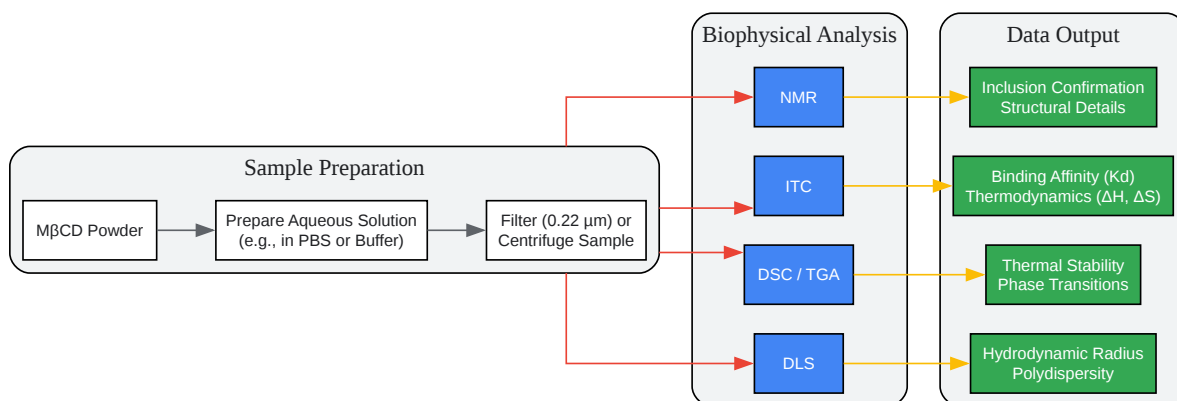 Sample Preparation
MβCD Powder
Prepare Aqueous Solution
(e.g., in PBS or Buffer)
Filter (0.22 µm) or
Centrifuge Sample
Biophysical Analysis
NMR
ITC
DSC / TGA
DLS
Data Output
Inclusion Confirmation
Structural Details
Binding Affinity (Kd)
Thermodynamics (ΔH, ΔS)
Thermal Stability
Phase Transitions
Hydrodynamic Radius
Polydispersity